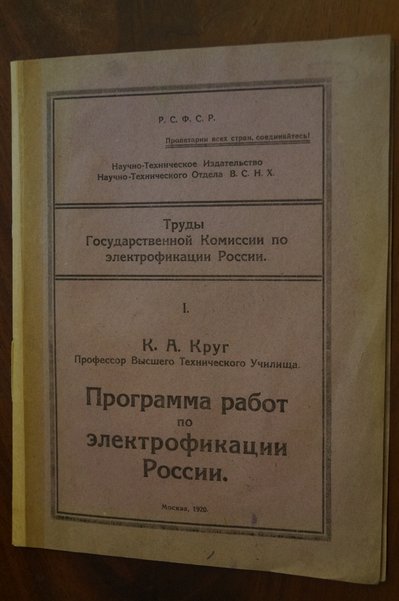 Р. С. Ф. С. Р.
Пролетарии всех стран, соединяйтесь!
Научно-Техническое Издательство
Научно-Технического Отдела В. С. Н. Х.
Труды
Государственной Комиссии по
электрофикации России.
I.
К. А. Круг
Профессор Высшего Технического Училища.
Программа работ
по
электрофикации
России.
Москва, 1920.